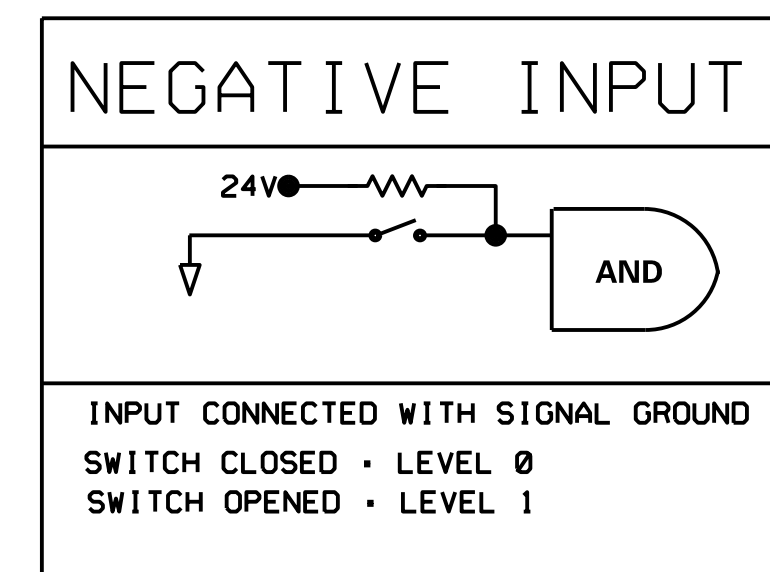 NEGATIVE INPUT
24V
AND
INPUT CONNECTED WITH SIGNAL GROUND
SWITCH CLOSED · LEVEL 0
SWITCH OPENED · LEVEL 1